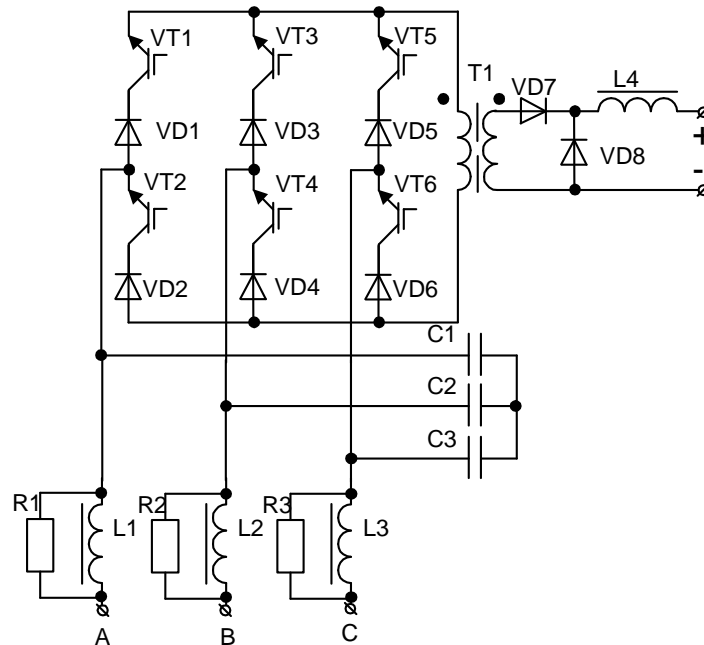 VT1 VT3 VT5
T1
VD7 L4
VD1 VD3 VD5
+
VD8
VT2 VT4 VT6
-
VD2 VD4 VD6
C1
C2
C3
R1 L1 R2 L2 R3 L3
A B C